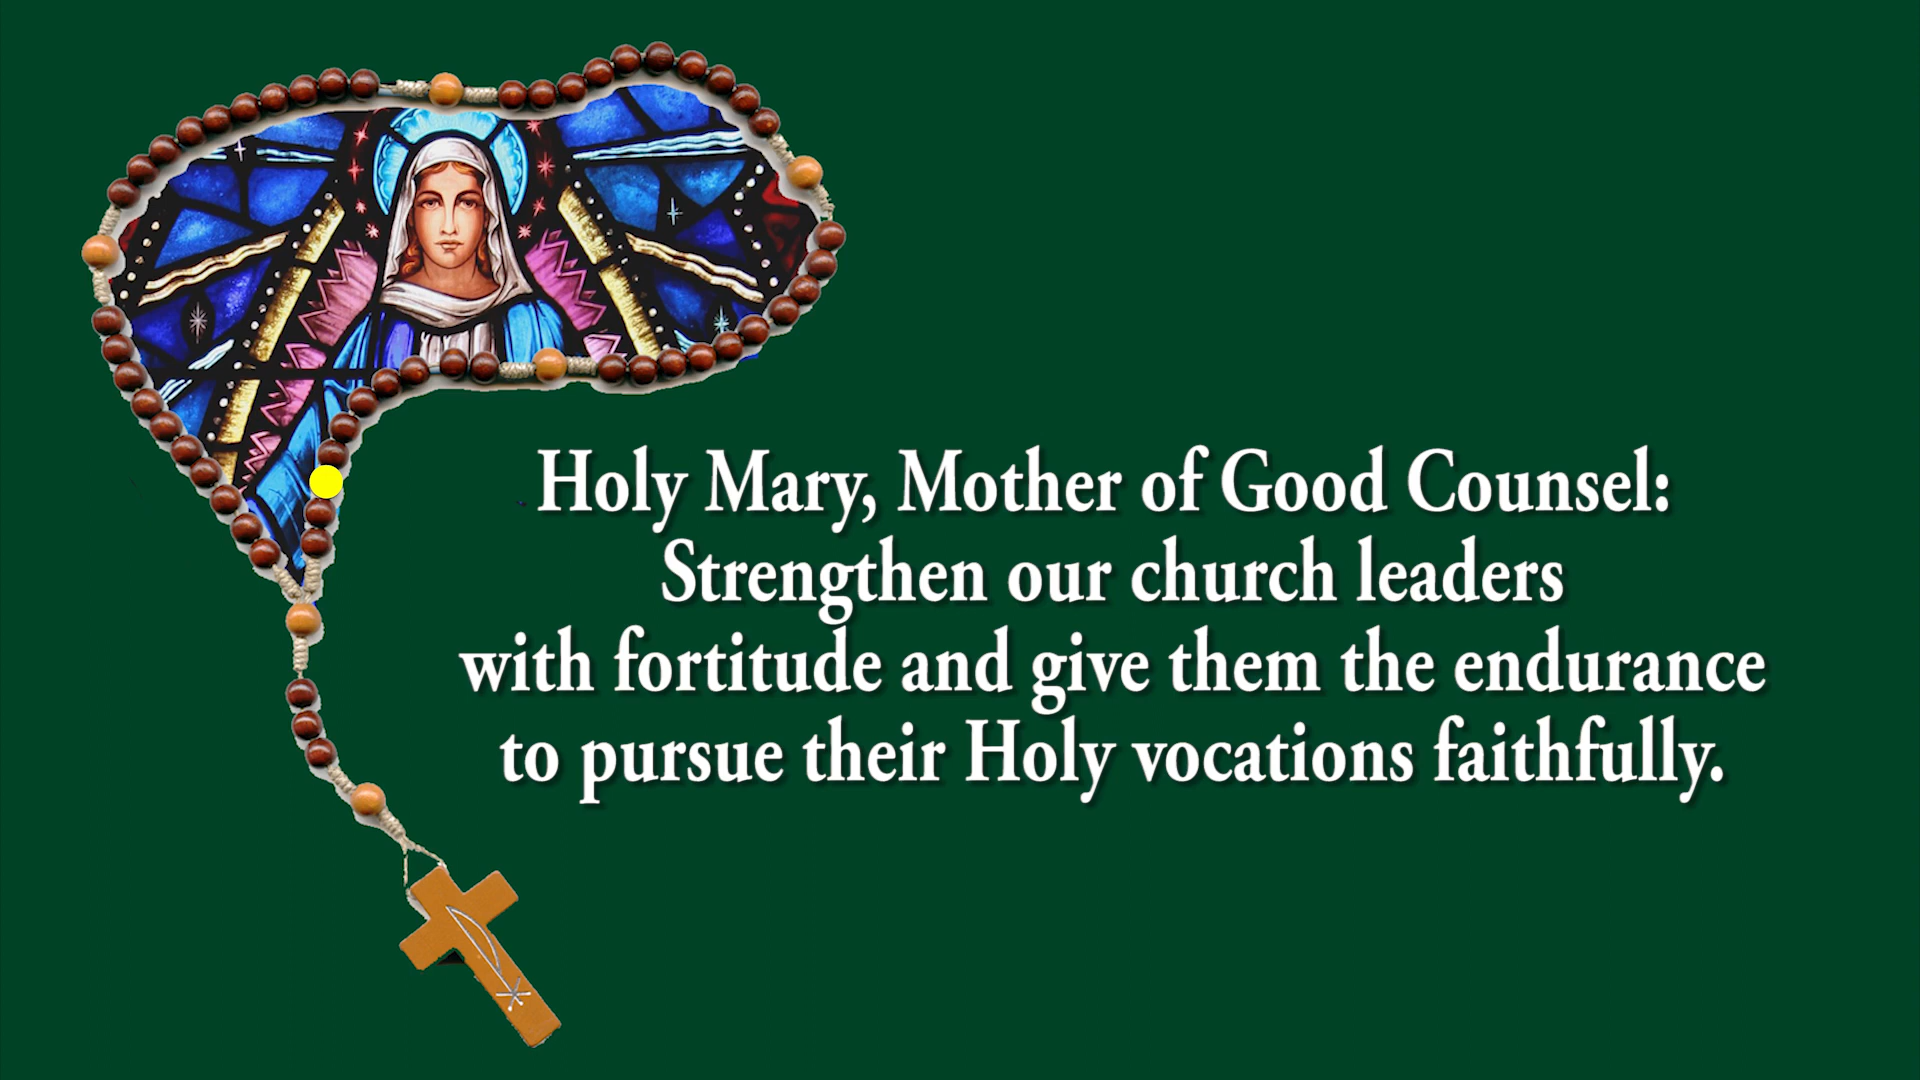 Holy Mary, Mother of Good Counsel:
Strengthen our church leaders
with fortitude and give them the endurance
to pursue their Holy vocations faithfully.